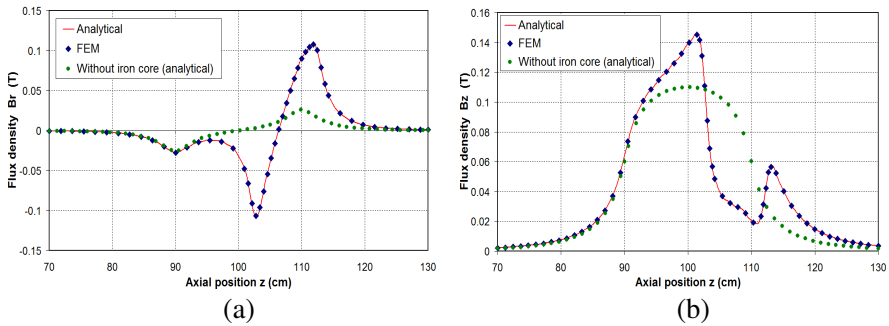 0.15
0.1
0.05
0
-0.05
-0.1
-0.15
Flux density Br (T)
Analytical
FEM
Without iron core (analytical)
70 80 90 100 110 120 130
Axial position z (cm)
(a)
0.16
0.14
0.12
0.1
0.08
0.06
0.04
0.02
0
Flux density Bz (T)
Analytical
FEM
Without iron core (analytical)
70 80 90 100 110 120 130
Axial position z (cm)
(b)